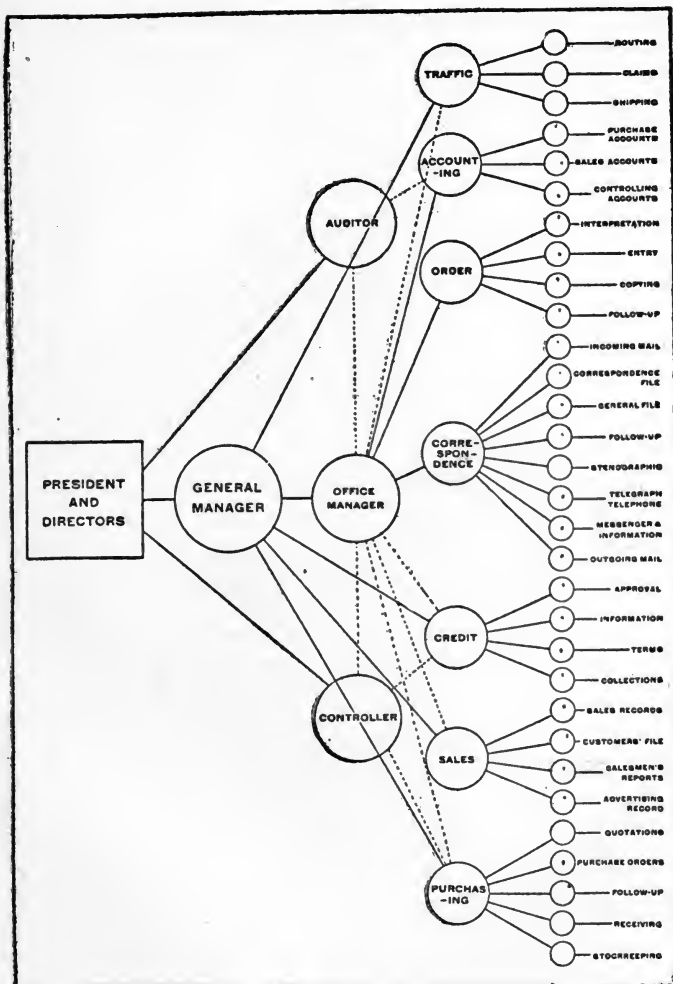 PRESIDENT
AND
DIRECTORS
GENERAL
MANAGER
AUDITOR
OFFICE
MANAGER
CONTROLLER
TRAFFIC
ACCOUNT
-ING
ORDER
CORRE-
SPON-
DENCE
CREDIT
SALES
PURCHAS
-ING
ROUTING
CLAIMS
SHIPPING
PURCHASE
ACCOUNTS
SALES ACCOUNTS
CONTROLLING
ACCOUNTS
INTERPRETATION
ENTRY
COPYING
FOLLOW-UP
INCOMING MAIL
CORRESPONDENCE
FILE
GENERAL FILE
FOLLOW-UP
STENOGRAPHIC
TELEGRAPH
TELEPHONE
MESSENGER &
INFORMATION
OUTGOING MAIL
APPROVAL
INFORMATION
TERMS
COLLECTIONS
SALES RECORDS
CUSTOMERS' FILE
SALESMEN'S
REPORTS
ADVERTISING
RECORD
QUOTATIONS
PURCHASE ORDERS
FOLLOW-UP
RECEIVING
STOCKKEEPING